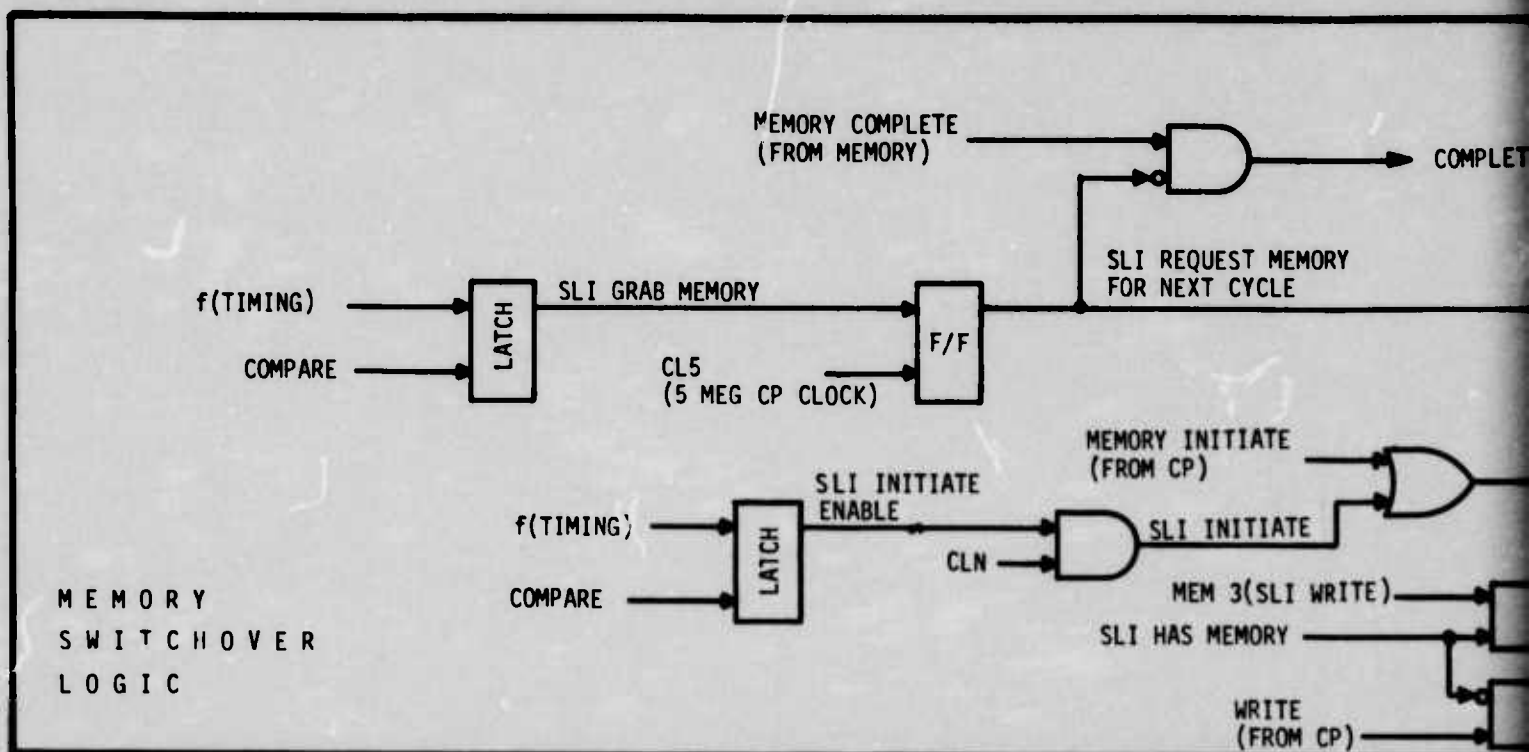 MEMORY COMPLETE
(FROM MEMORY)
SLI REQUEST MEMORY
FOR NEXT CYCLE
f(TIMING)
COMPARE
LATCH
SLI GRAB MEMORY
CL5
(5 MEG CP CLOCK)
F/F
MEMORY INITIATE
(FROM CP)
f(TIMING)
COMPARE
LATCH
SLI INITIATE
ENABLE
CLN
SLI INITIATE
MEM 3(SLI WRITE)
SLI HAS MEMORY
WRITE
(FROM CP)
MEMORY
SWITCHOVER
LOGIC